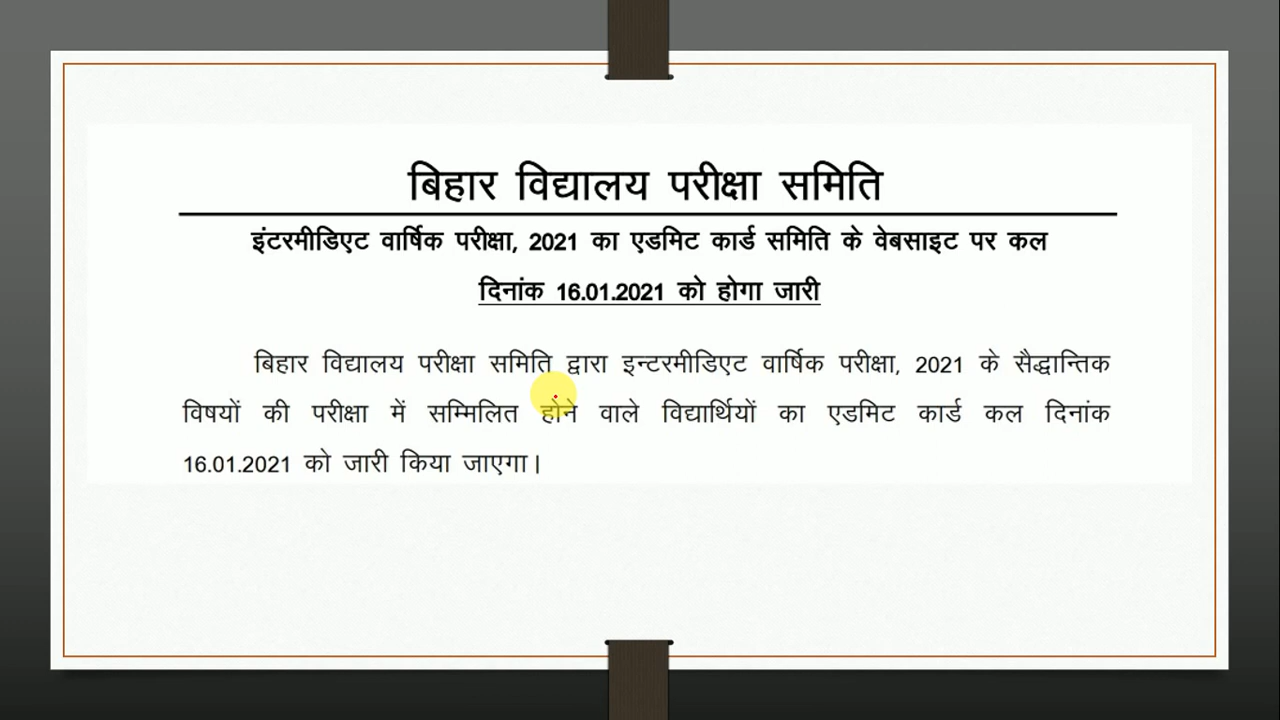 बिहार विद्यालय परीक्षा समिति
इंटरमीडिएट वार्षिक परीक्षा, 2021 का एडमिट कार्ड समिति के वेबसाइट पर कल
दिनांक 16.01.2021 को होगा जारी
बिहार विद्यालय परीक्षा समिति द्वारा इन्टरमीडिएट वार्षिक परीक्षा, 2021 के सैद्धान्तिक
विषयों की परीक्षा में सम्मिलित होने वाले विद्यार्थियों का एडमिट कार्ड कल दिनांक
16.01.2021 को जारी किया जाएगा।